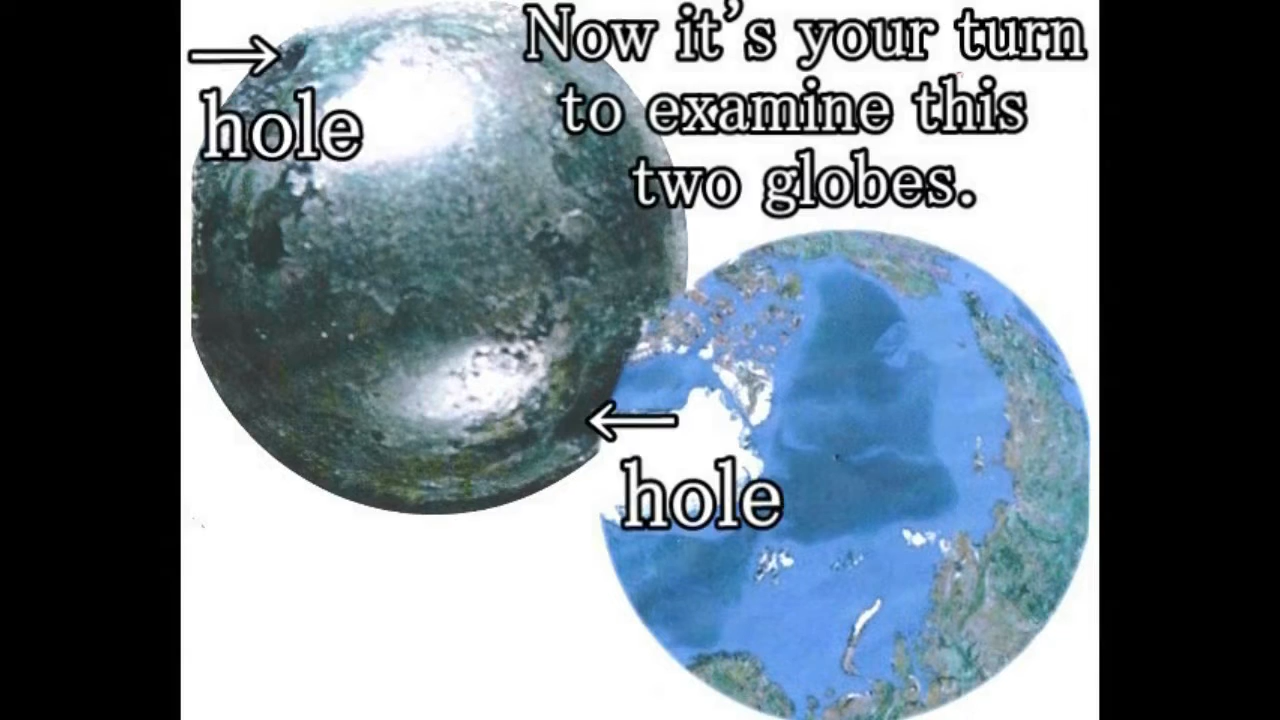 Now it's your turn
to examine this
two globes.
hole
hole